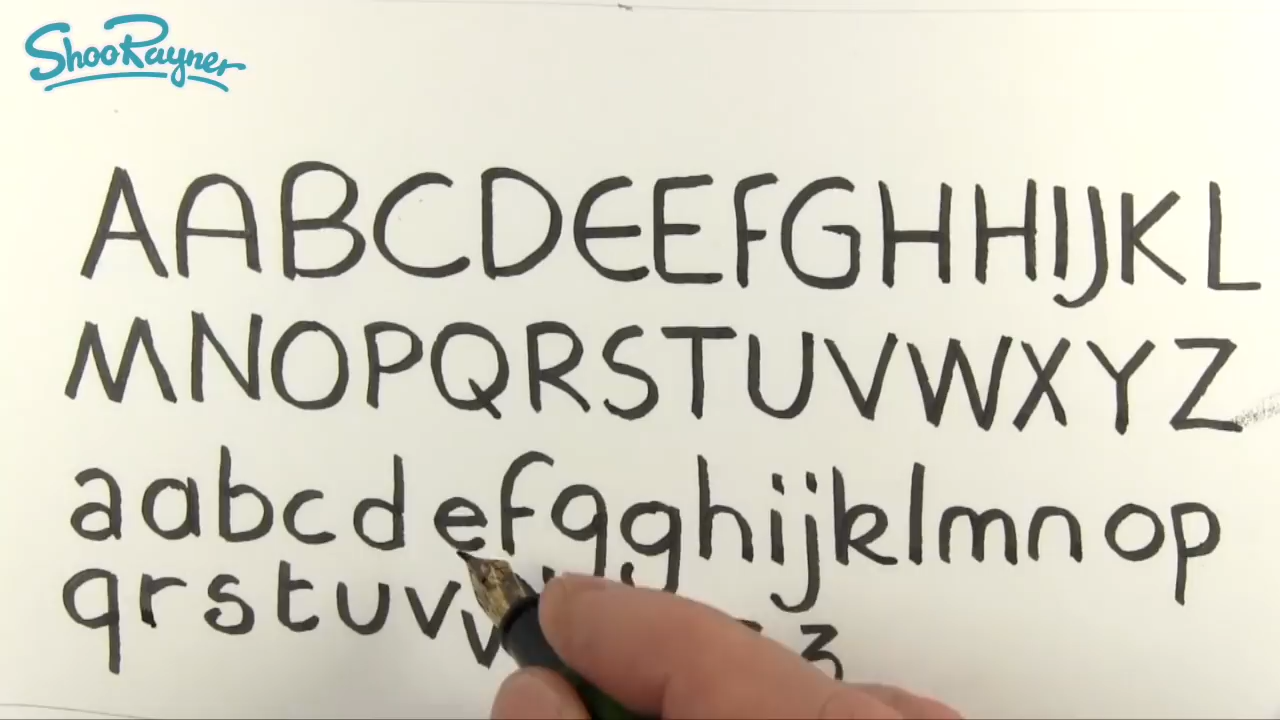 ShooRayner
AABCDEEFGHHIJKL
MNOPQRSTUVWXYZ
aabcdefgghijklmnop
qrstuv